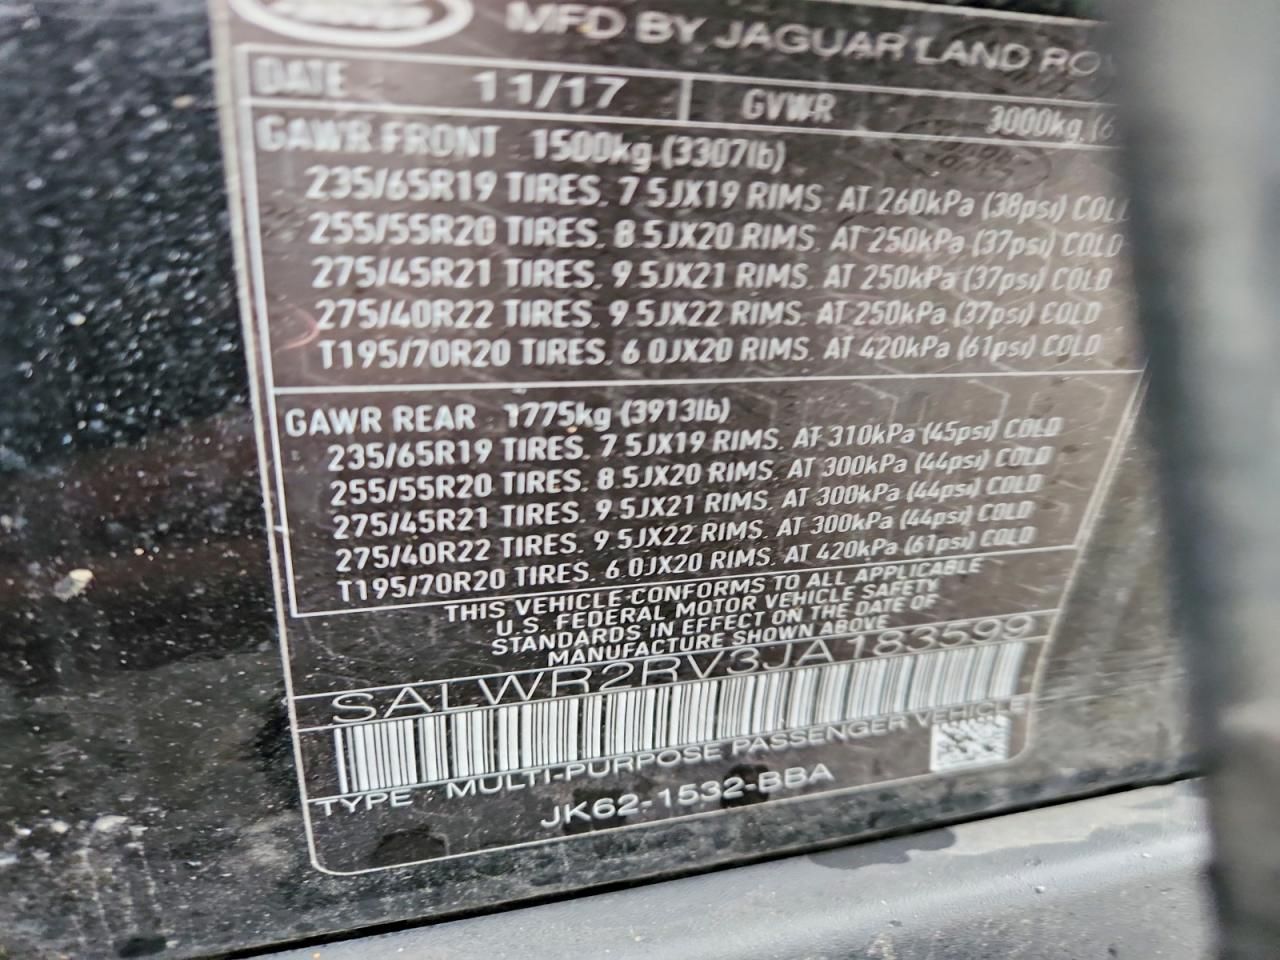 MFD BY JAGUAR LAND
DATE 11/17 GVWR 3000kg
GAWR FRONT 1500kg (3307lb)
235/65R19 TIRES. 7 5JX19 RIMS. AT 260kPa (38psi) COLD
255/55R20 TIRES. 8 5JX20 RIMS. AT 250kPa (37psi) COLD
275/45R21 TIRES. 9 5JX21 RIMS. AT 250kPa (37psi) COLD
275/40R22 TIRES. 9 5JX22 RIMS. AT 250kPa (37psi) COLD
T195/70R20 TIRES. 6.0JX20 RIMS. AT 420kPa (61psi) COLD
GAWR REAR 1775kg (3913lb)
235/65R19 TIRES. 7 5JX19 RIMS. AT 310kPa (45psi) COLD
255/55R20 TIRES. 8 5JX20 RIMS. AT 300kPa (44psi) COLD
275/45R21 TIRES. 9 5JX21 RIMS. AT 300kPa (44psi) COLD
275/40R22 TIRES. 9 5JX22 RIMS. AT 300kPa (44psi) COLD
T195/70R20 TIRES. 6.0JX20 RIMS. AT 420kPa (61psi) COLD
THIS VEHICLE CONFORMS TO ALL APPLICABLE
U.S. FEDERAL MOTOR VEHICLE SAFETY
STANDARDS IN EFFECT ON THE DATE OF
MANUFACTURE SHOWN ABOVE
SALWR2RV3JA183599
TYPE MULTI-PURPOSE PASSENGER VEHICLE
JK62-1532-BBA